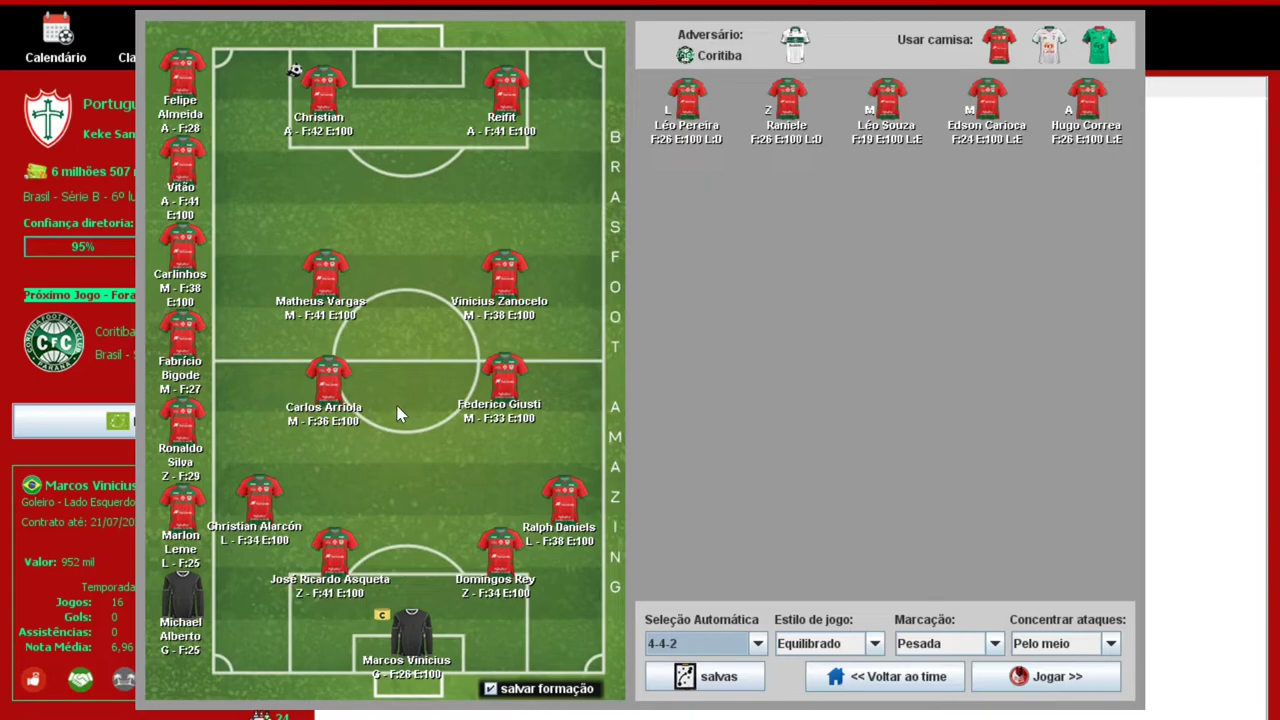 Calendário
Cla
Portugu
Keke San
6 milhões 507
Brasil - Série B - 6º lu
Confiança diretoria:
95%
Próximo Jogo - Fora
Coritiba
Brasil - S
Marcos Vinicius
Goleiro - Lado Esquerdo
Contrato até: 21/07/20
Valor: 952 mil
Temporada
Jogos: 16
Gols: 0
Assistências: 0
Nota Média: 6,96
24
Felipe
Almeida
A - F:28
Vitão
A - F:41
E:100
Carlinhos
M - F:38
E:100
Fabrício
Bigode
M - F:27
Ronaldo
Silva
Z - F:29
Marlon
Leme
L - F:25
Michael
Alberto
G - F:25
Christian
A - F:42 E:100
Reifit
A - F:41 E:100
Matheus Vargas
M - F:41 E:100
Vinicius Zanocelo
M - F:38 E:100
Carlos Arriola
M - F:36 E:100
Federico Giusti
M - F:33 E:100
Christian Alarcón
L - F:34 E:100
Ralph Daniels
L - F:38 E:100
José Ricardo Asqueta
Z - F:41 E:100
Domingos Rey
Z - F:34 E:100
C
Marcos Vinicius
G - F:26 E:100
salvar formação
BRASFOOT AMAZING
Adversário:
Coritiba
Usar camisa:
L
Léo Pereira
F:26 E:100 L:D
Z
Raniele
F:26 E:100 L:D
M
Léo Souza
F:19 E:100 L:E
M
Edson Carioca
F:24 E:100 L:E
A
Hugo Correa
F:26 E:100 L:E
Seleção Automática
4-4-2
Estilo de jogo:
Equilibrado
Marcação:
Pesada
Concentrar ataques:
Pelo meio
salvas
<< Voltar ao time
Jogar >>